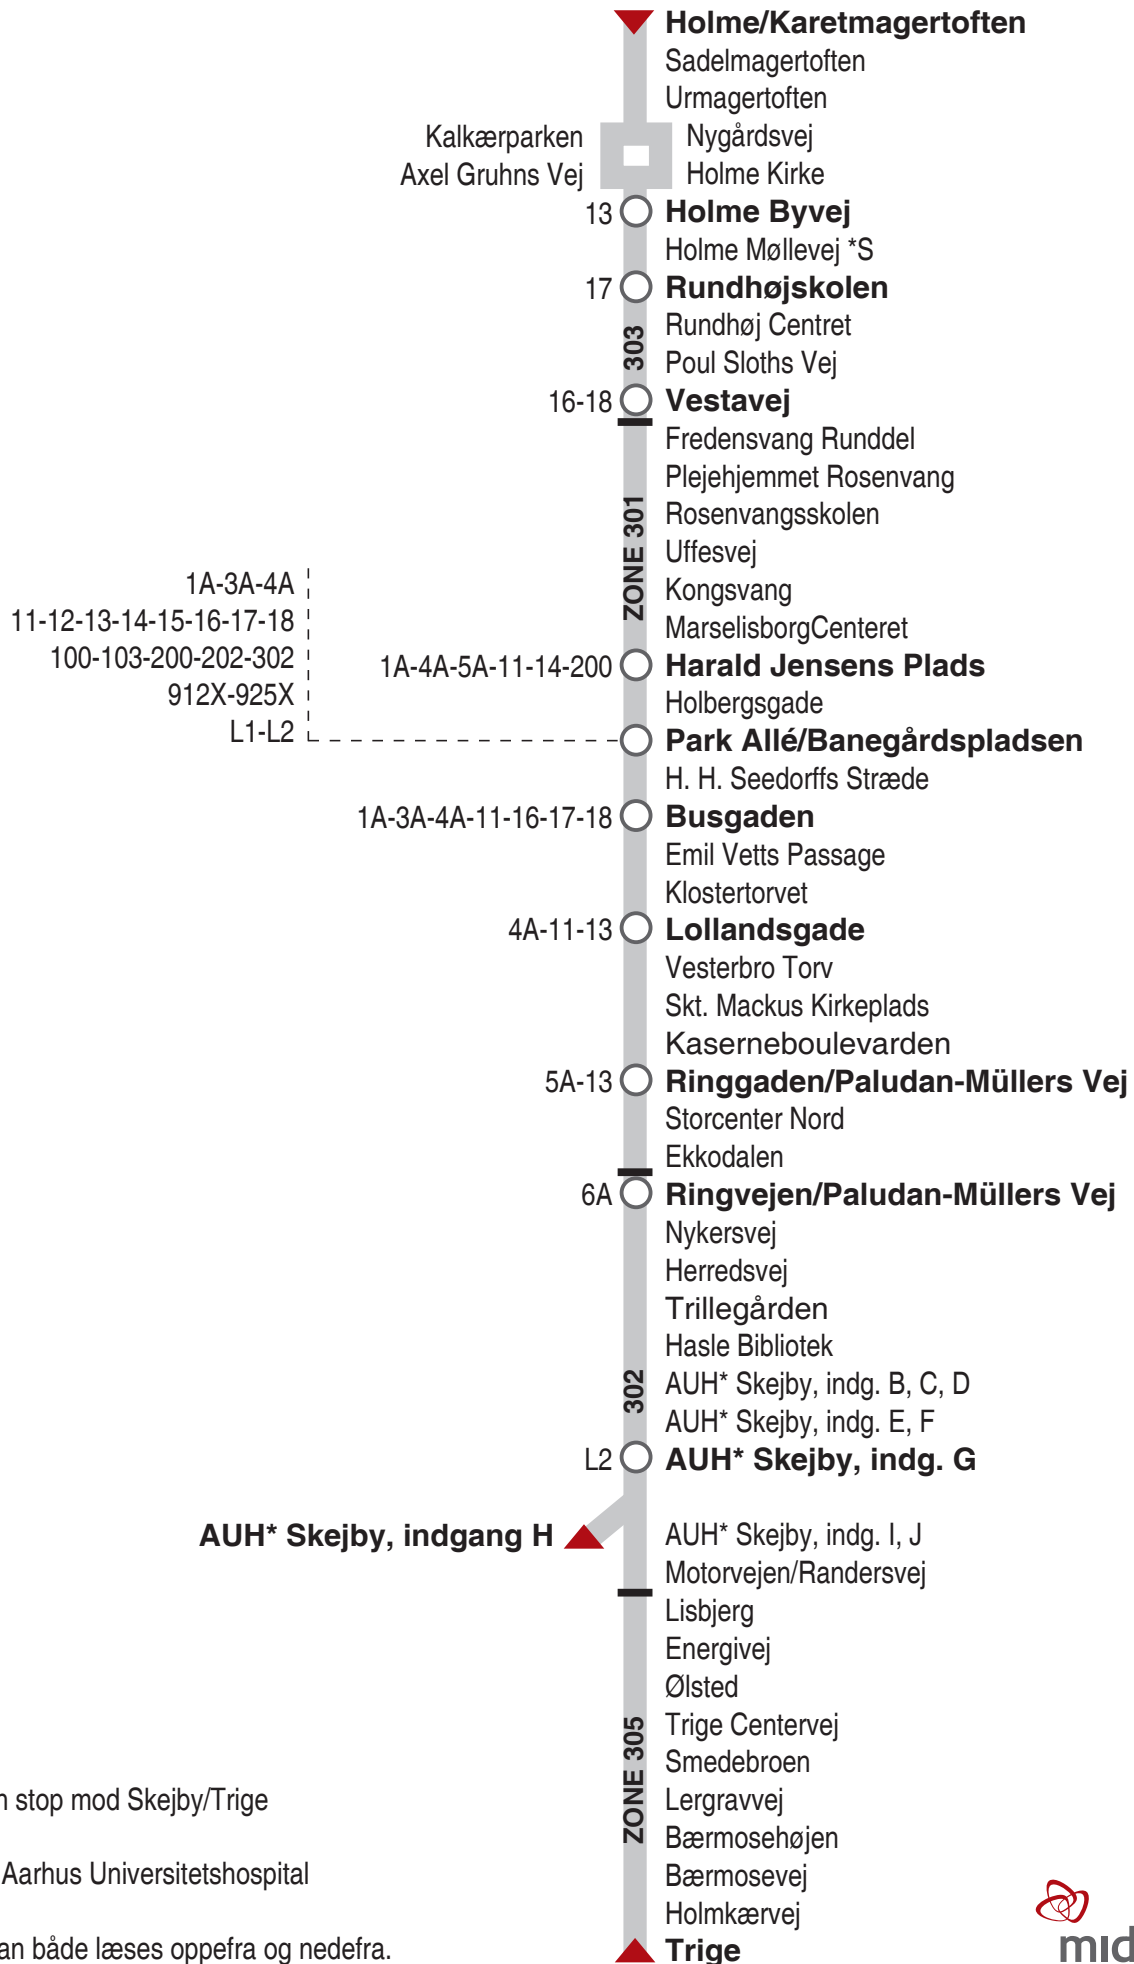 Holme/Karetmagertoften
Sadelmagertoften
Urmagertoften
Kalkærparken
Nygårdsvej
Axel Gruhns Vej
Holme Kirke
13 Holme Byvej
Holme Møllevej *S
17 Rundhøjskolen
303
Rundhøj Centret
Poul Sloths Vej
16-18 Vestavej
ZONE 301
Fredensvang Runddel
Plejehjemmet Rosenvang
Rosenvangsskolen
Uffesvej
Kongsvang
MarselisborgCenteret
1A-4A-5A-11-14-200 Harald Jensens Plads
Holbergsgade
1A-3A-4A
11-12-13-14-15-16-17-18
100-103-200-202-302
912X-925X
L1-L2
Park Allé/Banegårdspladsen
H. H. Seedorffs Stræde
1A-3A-4A-11-16-17-18 Busgaden
Emil Vetts Passage
Klostertorvet
4A-11-13 Lollandsgade
Vesterbro Torv
Skt. Mackus Kirkeplads
Kaserneboulevarden
5A-13 Ringgaden/Paludan-Müllers Vej
Storcenter Nord
Ekkodalen
6A Ringvejen/Paludan-Müllers Vej
Nykersvej
Herredsvej
Trillegården
Hasle Bibliotek
302
AUH* Skejby, indg. B, C, D
AUH* Skejby, indg. E, F
L2 AUH* Skejby, indg. G
AUH* Skejby, indgang H
AUH* Skejby, indg. I, J
Motorvejen/Randersvej
Lisbjerg
Energivej
Ølsted
ZONE 305
Trige Centervej
Smedebroen
Lergravvej
Bærmosehøjen
Bærmosevej
Holmkærvej
Trige
n stop mod Skejby/Trige
Aarhus Universitetshospital
an både læses oppefra og nedefra.
mid